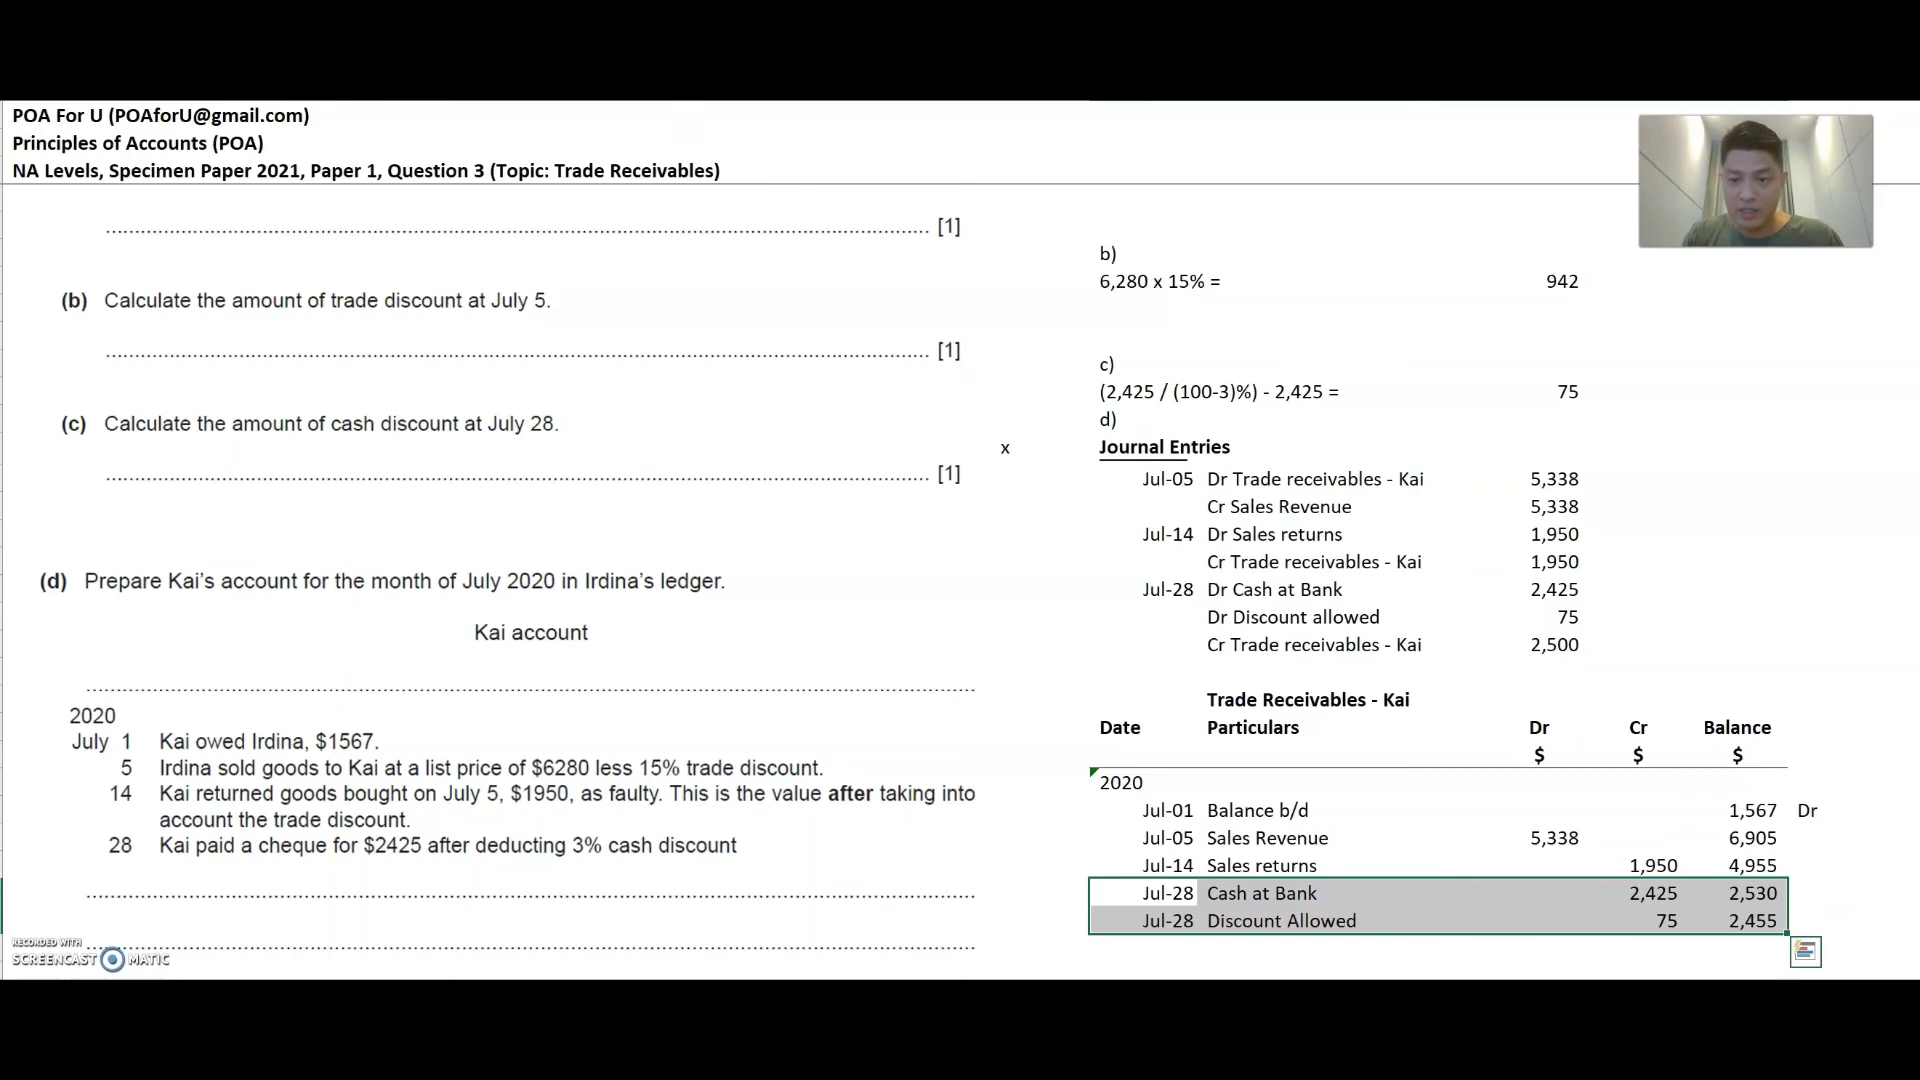 POA For U (POAforU@gmail.com)
Principles of Accounts (POA)
NA Levels, Specimen Paper 2021, Paper 1, Question 3 (Topic: Trade Receivables)
[1]
(b) Calculate the amount of trade discount at July 5.
[1]
(c) Calculate the amount of cash discount at July 28.
[1]
(d) Prepare Kai's account for the month of July 2020 in Irdina's ledger.
Kai account
2020
July 1 Kai owed Irdina, $1567.
5 Irdina sold goods to Kai at a list price of $6280 less 15% trade discount.
14 Kai returned goods bought on July 5, $1950, as faulty. This is the value after taking into
account the trade discount.
28 Kai paid a cheque for $2425 after deducting 3% cash discount
RECORDED WITH
SCREENCAST MATIC
x
b)
6,280 x 15% = 942
c)
(2,425 / (100-3)%) - 2,425 = 75
d)
Journal Entries
Jul-05 Dr Trade receivables - Kai 5,338
Cr Sales Revenue 5,338
Jul-14 Dr Sales returns 1,950
Cr Trade receivables - Kai 1,950
Jul-28 Dr Cash at Bank 2,425
Dr Discount allowed 75
Cr Trade receivables - Kai 2,500
Trade Receivables - Kai
Date Particulars Dr Cr Balance
$ $ $
2020
Jul-01 Balance b/d 1,567 Dr
Jul-05 Sales Revenue 5,338 6,905
Jul-14 Sales returns 1,950 4,955
Jul-28 Cash at Bank 2,425 2,530
Jul-28 Discount Allowed 75 2,455